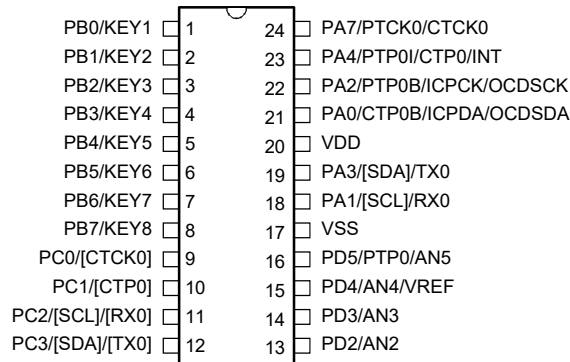 PB0/KEY1 1 24 PA7/PTCK0/CTCK0
PB1/KEY2 2 23 PA4/PTP0I/CTP0/INT
PB2/KEY3 3 22 PA2/PTP0B/ICPCK/OCDSCK
PB3/KEY4 4 21 PA0/CTP0B/ICPDA/OCDSDA
PB4/KEY5 5 20 VDD
PB5/KEY6 6 19 PA3/[SDA]/TX0
PB6/KEY7 7 18 PA1/[SCL]/RX0
PB7/KEY8 8 17 VSS
PC0/[CTCK0] 9 16 PD5/PTP0/AN5
PC1/[CTP0] 10 15 PD4/AN4/VREF
PC2/[SCL]/[RX0] 11 14 PD3/AN3
PC3/[SDA]/[TX0] 12 13 PD2/AN2